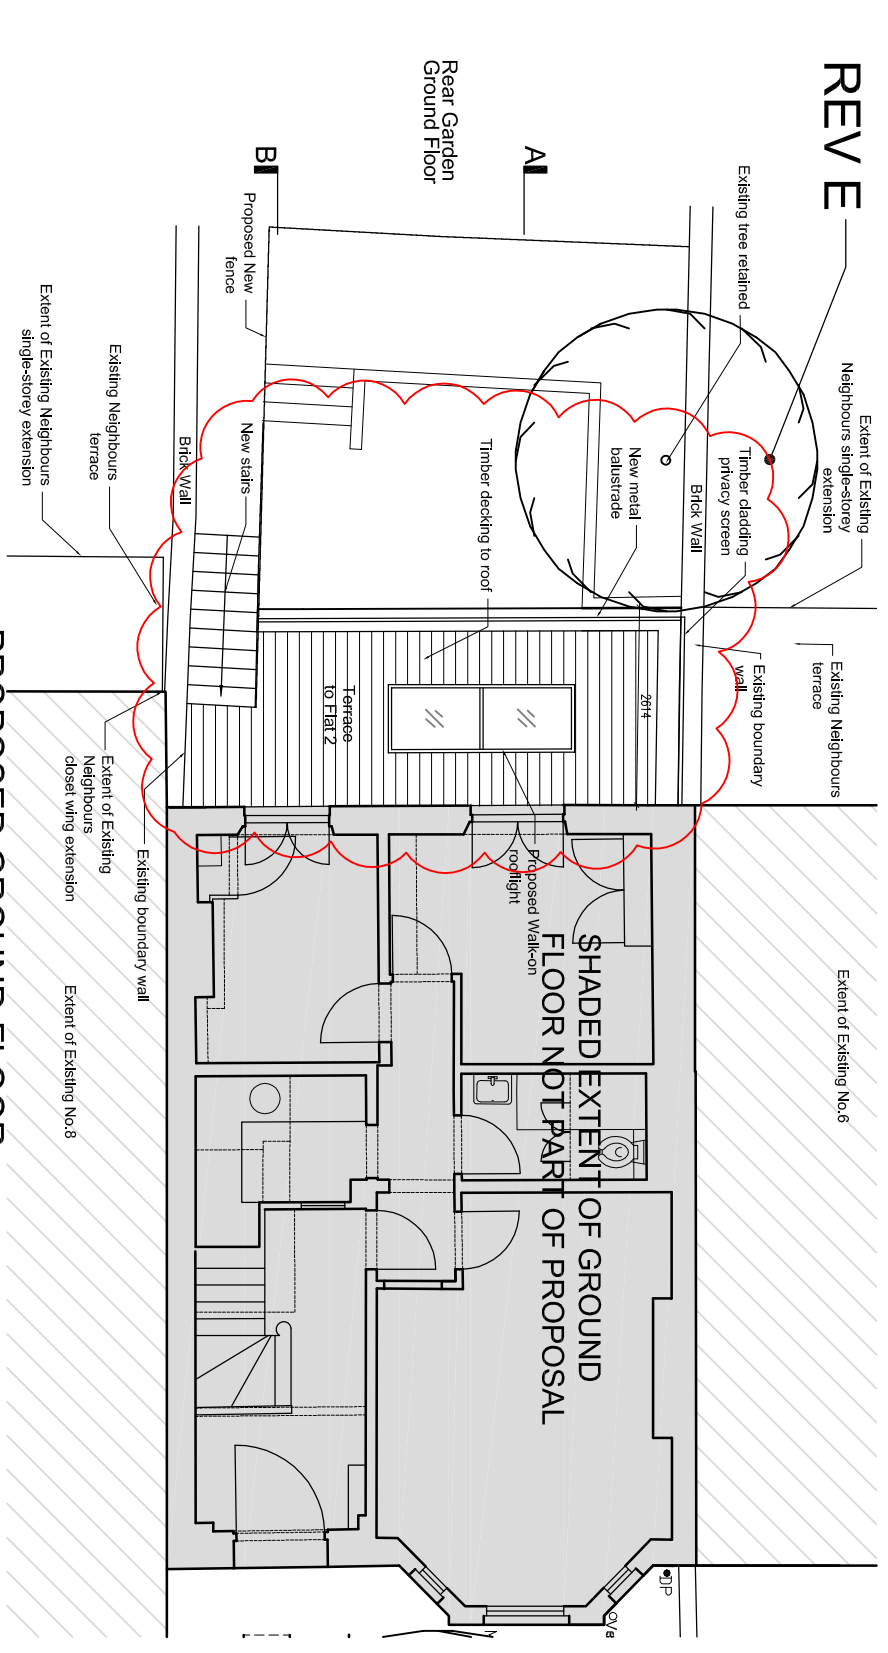 REV E
Rear Garden
Ground Floor
A
B
Existing tree retained
Extent of Existing
Neighbours single-storey
extension
Proposed New
fence
Extent of Existing Neighbours
single-storey extension
Existing Neighbours
terrace
Brick Wall
New stairs
Timber decking to roof
New metal
balustrade
Brick Wall
Timber cladding
privacy screen
Existing Neighbours
terrace
Existing boundary
wall
2614
Terrace
to Flat 2
Proposed Walk-on
rooflight
Extent of Existing
Neighbours
closet wing extension
Existing boundary wall
Extent of Existing No.6
Extent of Existing No.8
SHADED EXTENT OF GROUND
FLOOR NOT PART OF PROPOSAL
PROPOSED GROUND FLOOR
DP